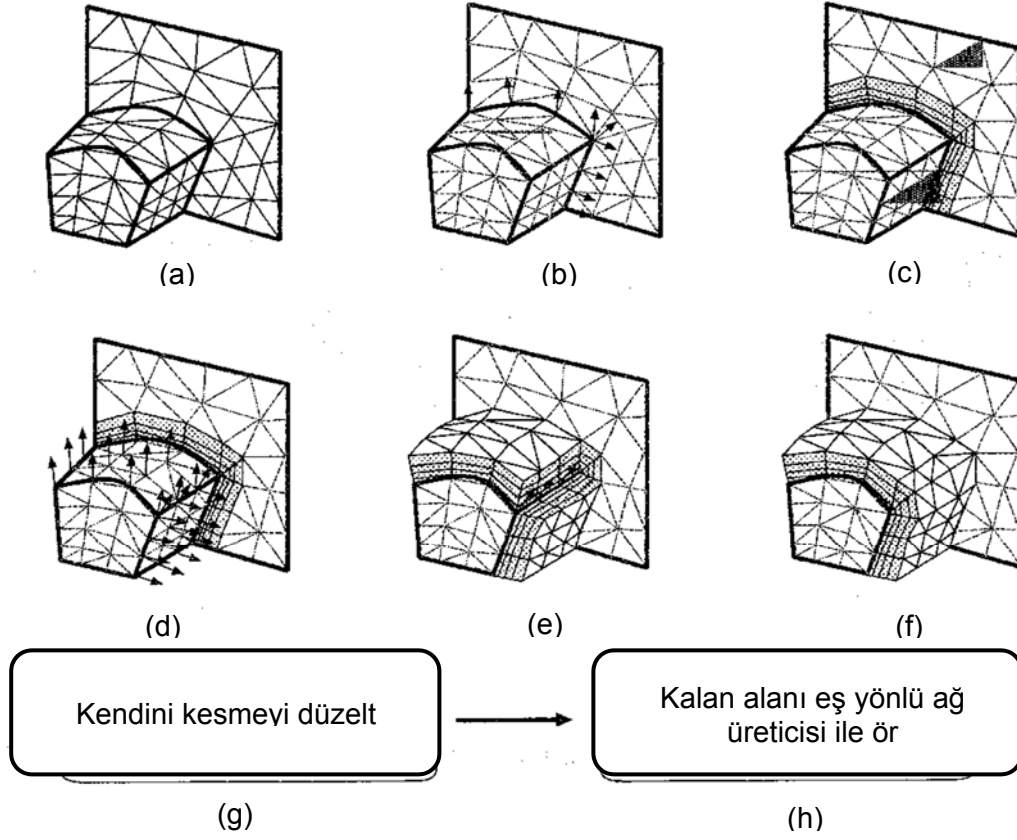 (a)
(b)
(c)
(d)
(e)
(f)
Kendini kesmeyi düzelt
Kalan alanı eş yönlü ağ
üreticisi ile ör
(g)
(h)